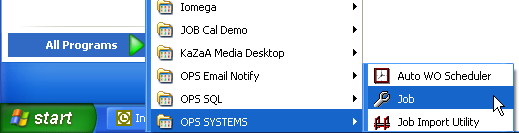 Iomega
JOB Cal Demo
All Programs
KaZaA Media Desktop
OPS Email Notify
Auto WO Scheduler
OPS SQL
Job
start
In
OPS SYSTEMS
Job Import Utility